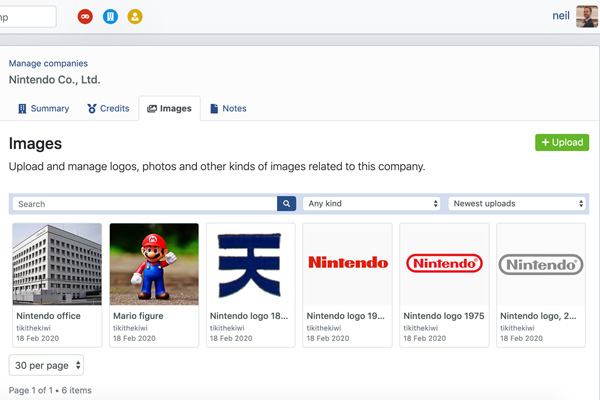 mp
neil
Manage companies
Nintendo Co., Ltd.
Summary Credits Images Notes
Images
+ Upload
Upload and manage logos, photos and other kinds of images related to this company.
Search Any kind Newest uploads
天 Nintendo Nintendo® Nintendo®
Nintendo office Mario figure Nintendo logo 18... Nintendo logo 19... Nintendo logo 1975 Nintendo logo, 2...
tikithekiwi tikithekiwi tikithekiwi tikithekiwi tikithekiwi tikithekiwi
18 Feb 2020 18 Feb 2020 18 Feb 2020 18 Feb 2020 18 Feb 2020 18 Feb 2020
30 per page
Page 1 of 1 • 6 items